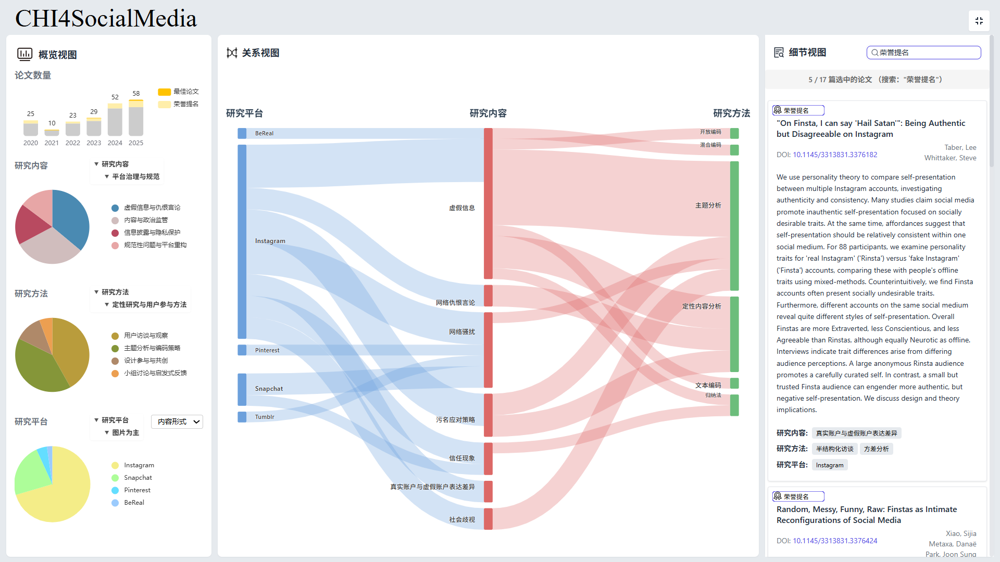 CHI4SocialMedia
概览视图
论文数量
25
10
23
29
52
58
2020
2021
2022
2023
2024
2025
最佳论文
荣誉提名
研究内容
▼ 研究内容
▼ 平台治理与规范
虚假信息与仇恨言论
内容与政治监管
信息披露与隐私保护
规范性问题与平台重构
研究方法
▼ 研究方法
▼ 定性研究与用户参与方法
用户访谈与观察
主题分析与编码策略
设计参与与共创
小组讨论与启发式反馈
研究平台
▼ 研究平台
▼ 图片为主
内容形式
Instagram
Snapchat
Pinterest
BeReal
关系视图
研究平台
研究内容
研究方法
BeReal
Instagram
Pinterest
Snapchat
Tumblr
虚假信息
网络仇恨言论
网络骚扰
污名应对策略
信任现象
真实账户与虚假账户表达差异
社会歧视
开放编码
混合编码
主题分析
定性内容分析
文本编码
归纳法
细节视图
荣誉提名
5 / 17 篇选中的论文 （搜索："荣誉提名"）
荣誉提名
"On Finsta, I can say 'Hail Satan'": Being Authentic
but Disagreeable on Instagram
DOI: 10.1145/3313831.3376182
Taber, Lee
Whittaker, Steve
We use personality theory to compare self-presentation
between multiple Instagram accounts, investigating
authenticity and consistency. Many studies claim social media
promote inauthentic self-presentation focused on socially
desirable traits. At the same time, affordances suggest that
self-presentation should be relatively consistent within one
social medium. For 88 participants, we examine personality
traits for 'real Instagram' ('Rinsta') versus 'fake Instagram'
('Finsta') accounts, comparing these with people's offline
traits using mixed-methods. Counterintuitively, we find Finsta
accounts often present socially undesirable traits.
Furthermore, different accounts on the same social medium
reveal quite different styles of self-presentation. Overall
Finstas are more Extraverted, less Conscientious, and less
Agreeable than Rinstas, although equally Neurotic as offline.
Interviews indicate trait differences arise from differing
audience perceptions. A large anonymous Rinsta audience
promotes a carefully curated self. In contrast, a small but
trusted Finsta audience can engender more authentic, but
negative self-presentation. We discuss design and theory
implications.
研究内容: 真实账户与虚假账户表达差异
研究方法: 半结构化访谈 方差分析
研究平台: Instagram
荣誉提名
Random, Messy, Funny, Raw: Finstas as Intimate
Reconfigurations of Social Media
DOI: 10.1145/3313831.3376424
Xiao, Sijia
Metaxa, Danaë
Park, Joon Sung